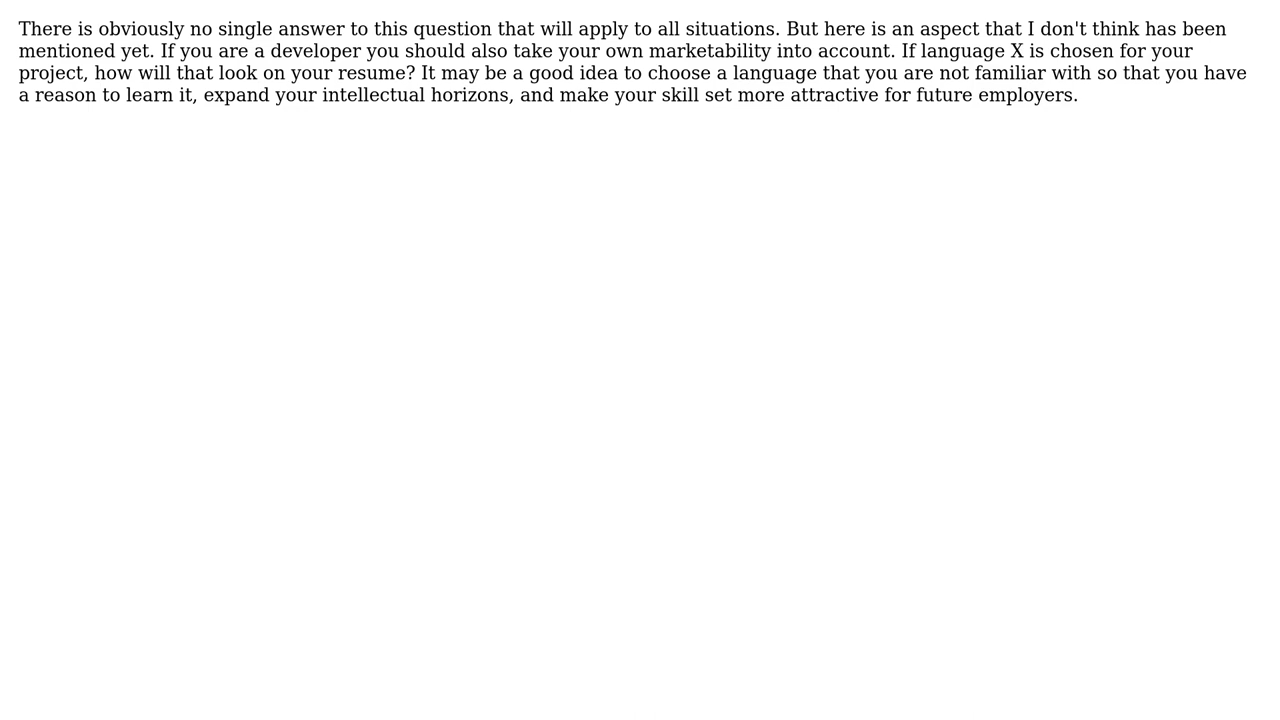 There is obviously no single answer to this question that will apply to all situations. But here is an aspect that I don't think has been
mentioned yet. If you are a developer you should also take your own marketability into account. If language X is chosen for your
project, how will that look on your resume? It may be a good idea to choose a language that you are not familiar with so that you have
a reason to learn it, expand your intellectual horizons, and make your skill set more attractive for future employers.